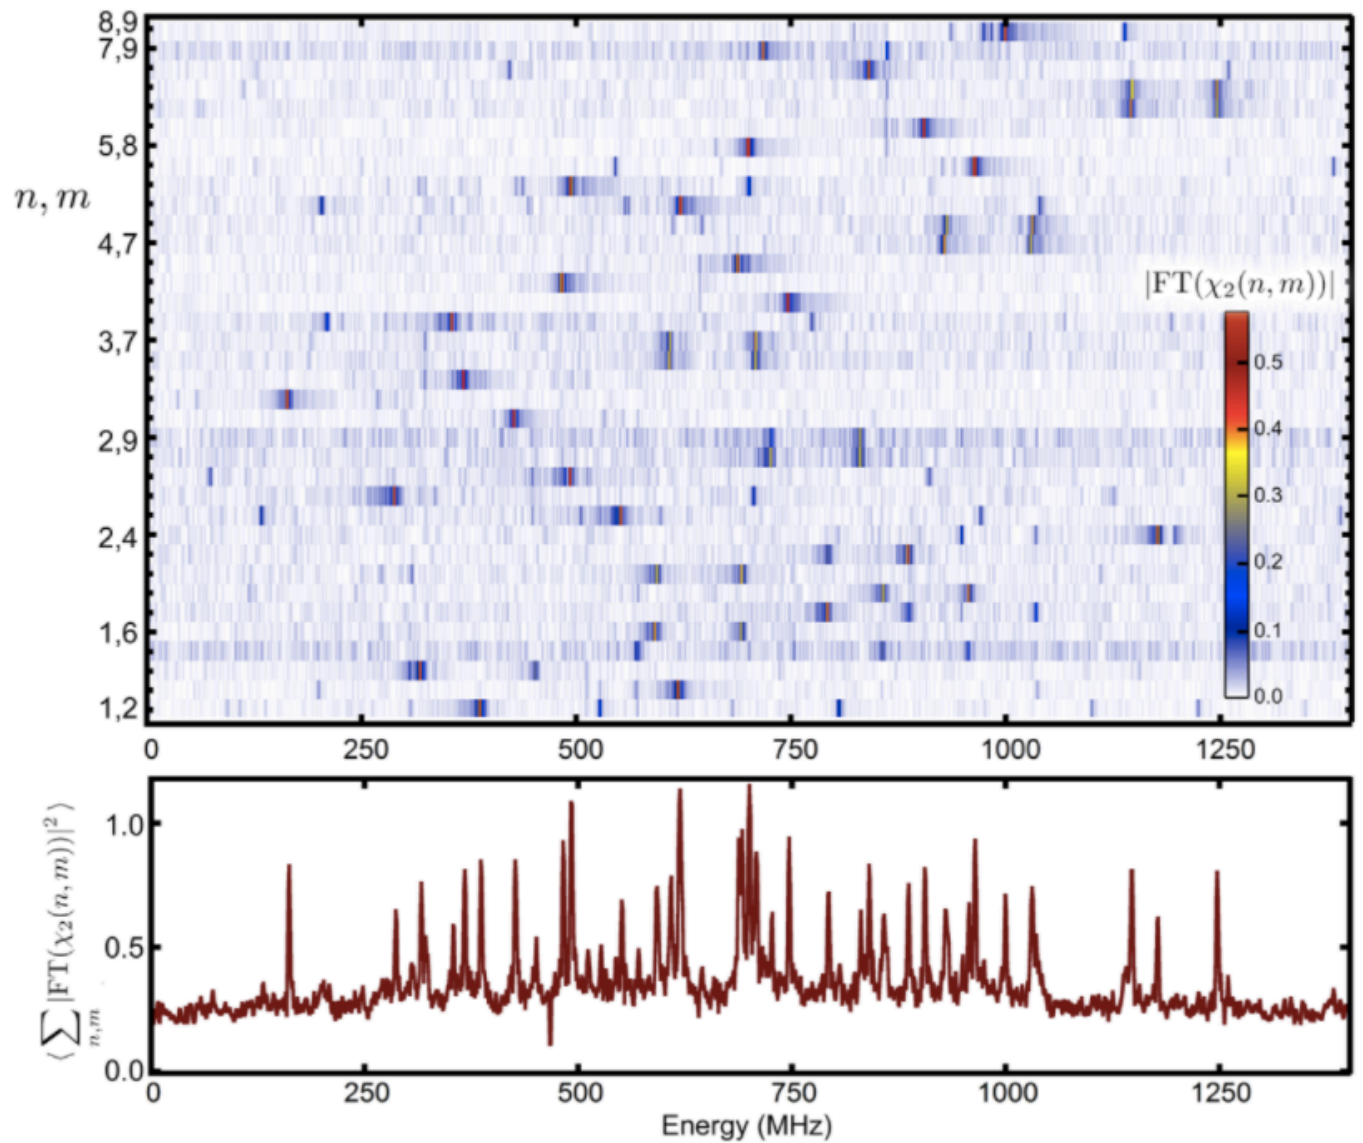 8,9
7,9
5,8
n, m
4,7
|FT(χ₂(n, m))|
3,7
0.5
2,9
0.4
0.3
2,4
0.2
1,6
0.1
1,2
0.0
0 250 500 750 1000 1250
⟨∑|FT(χ₂(n, m))|²⟩
n,m
1.0
0.5
0.0
0 250 500 750 1000 1250
Energy (MHz)